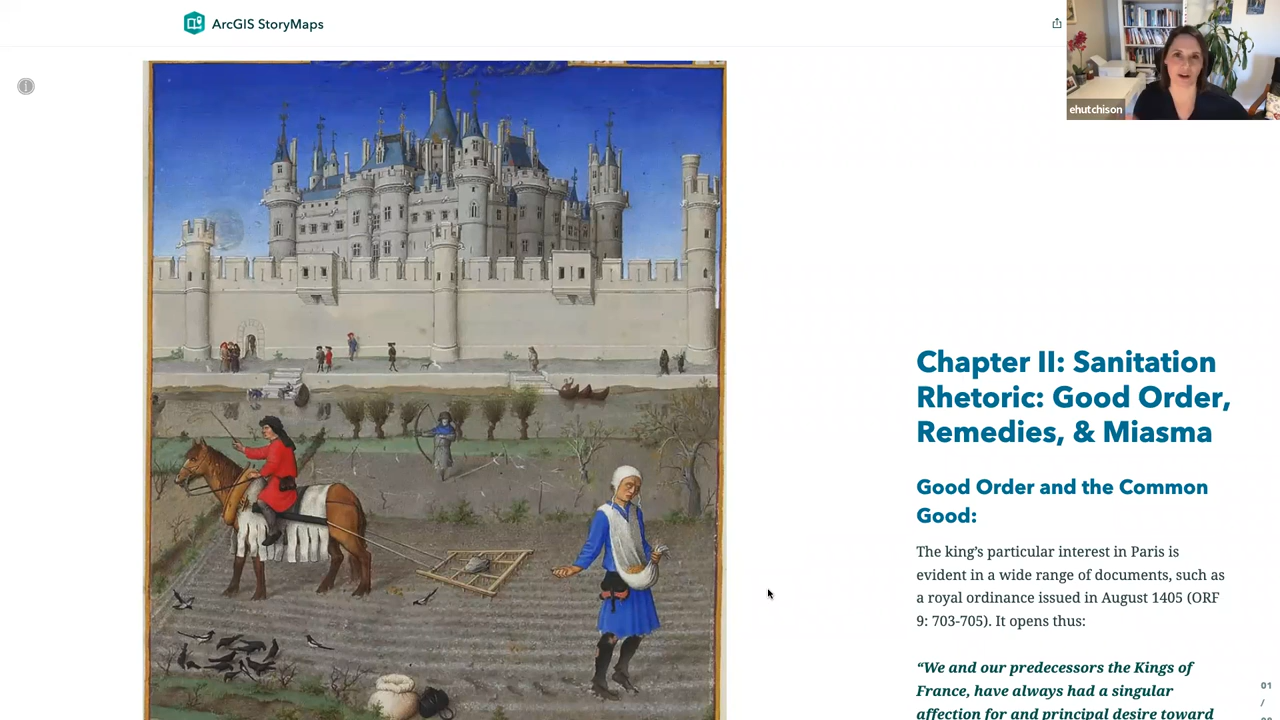 ArcGIS StoryMaps
ehutchison
Chapter II: Sanitation
Rhetoric: Good Order,
Remedies, & Miasma
Good Order and the Common
Good:
The king’s particular interest in Paris is
evident in a wide range of documents, such as
a royal ordinance issued in August 1405 (ORF
9: 703-705). It opens thus:
“We and our predecessors the Kings of
France, have always had a singular
affection for and principal desire toward
01
/